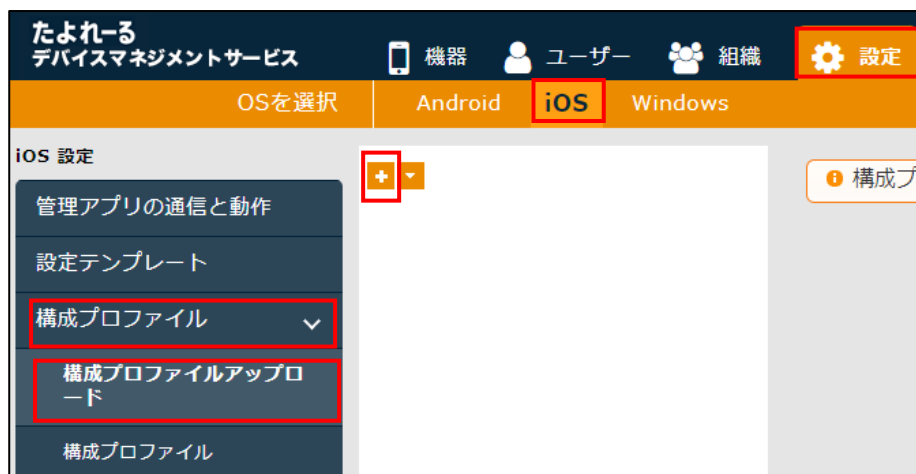 たよれーる
デバイスマネジメントサービス
機器 ユーザー 組織 設定
OSを選択 Android iOS Windows
iOS 設定
構成プ
管理アプリの通信と動作
設定テンプレート
構成プロファイル
構成プロファイルアップロ
ード
構成プロファイル